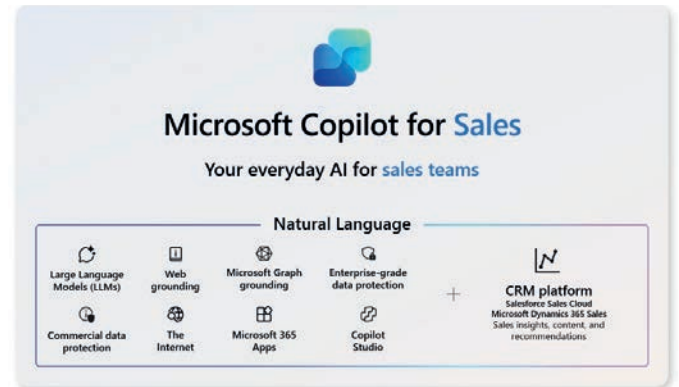 Microsoft Copilot for Sales
Your everyday AI for sales teams
Natural Language
Large Language
Models (LLMs)
Web
grounding
Microsoft Graph
grounding
Enterprise-grade
data protection
Commercial data
protection
The
Internet
Microsoft 365
Apps
Copilot
Studio
+
CRM platform
Salesforce Sales Cloud
Microsoft Dynamics 365 Sales
Sales insights, content, and
recommendations